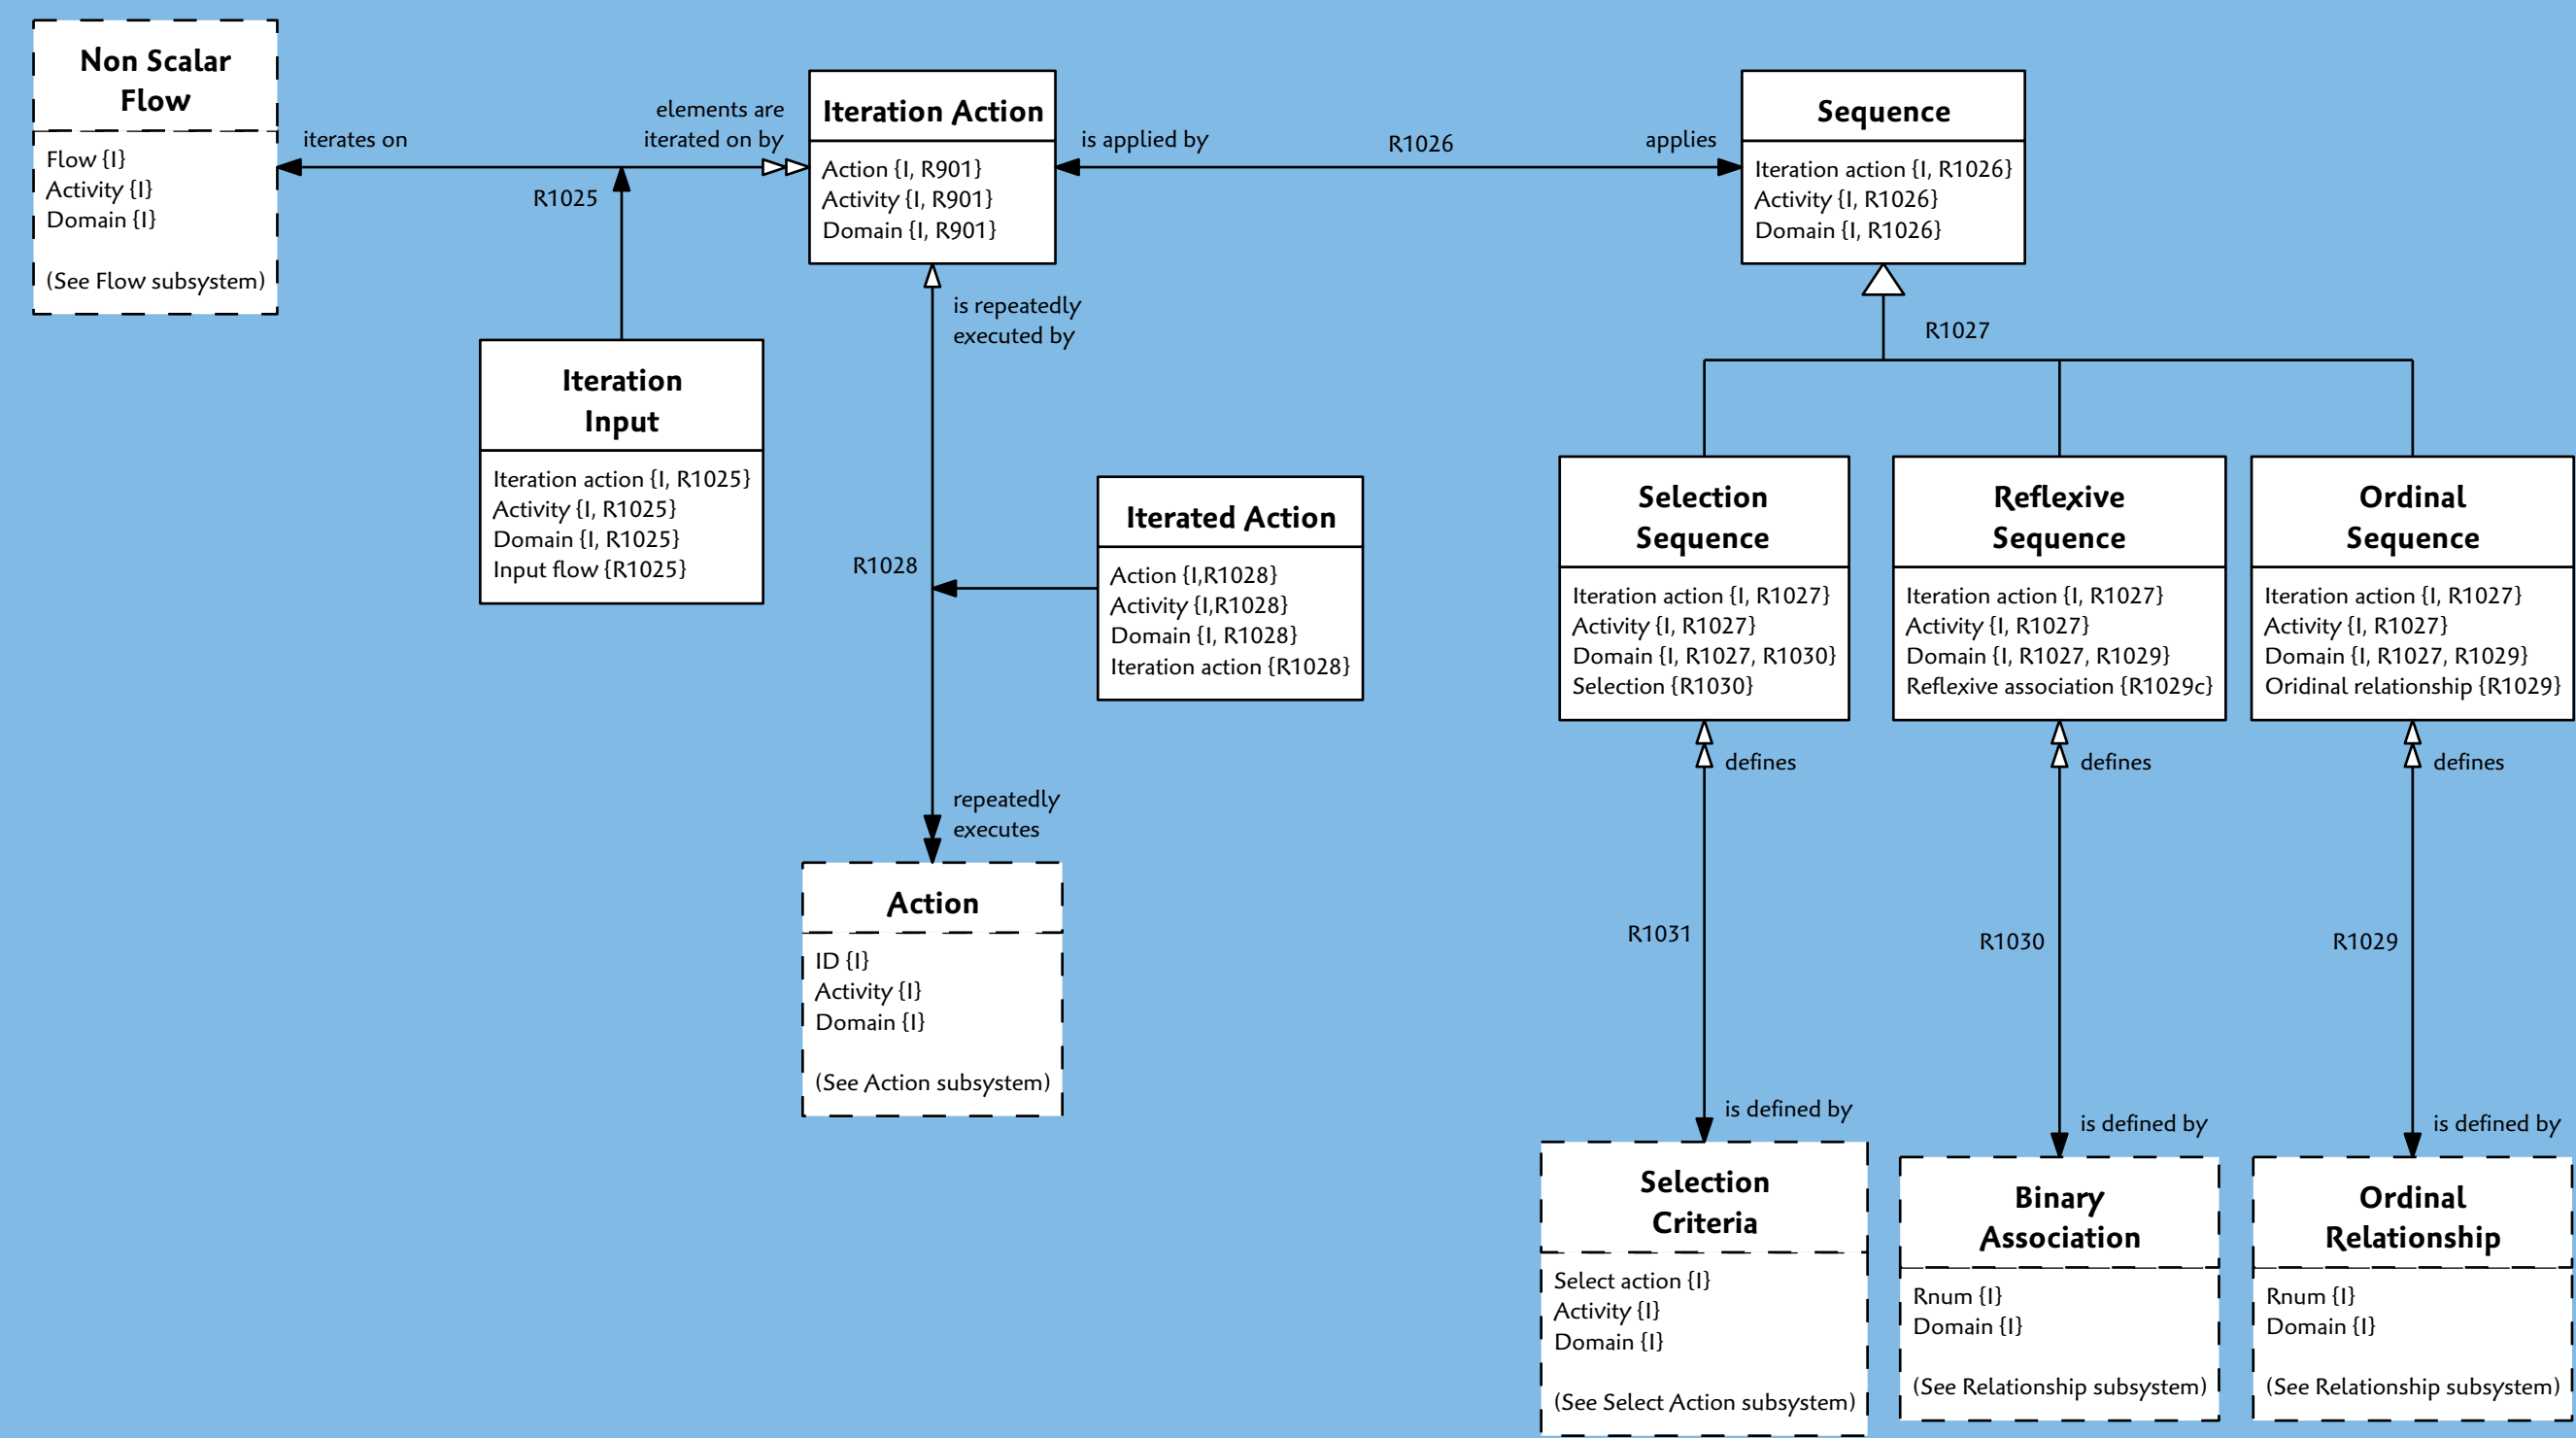 Non Scalar
Flow
Flow {I}
Activity {I}
Domain {I}
(See Flow subsystem)
iterates on
elements are
iterated on by
R1025
Iteration Action
Action {I, R901}
Activity {I, R901}
Domain {I, R901}
is applied by
R1026
applies
Sequence
Iteration action {I, R1026}
Activity {I, R1026}
Domain {I, R1026}
R1027
is repeatedly
executed by
Iteration
Input
Iteration action {I, R1025}
Activity {I, R1025}
Domain {I, R1025}
Input flow {R1025}
R1028
Iterated Action
Action {I,R1028}
Activity {I,R1028}
Domain {I, R1028}
Iteration action {R1028}
repeatedly
executes
Action
ID {I}
Activity {I}
Domain {I}
(See Action subsystem)
Selection
Sequence
Iteration action {I, R1027}
Activity {I, R1027}
Domain {I, R1027, R1030}
Selection {R1030}
Reflexive
Sequence
Iteration action {I, R1027}
Activity {I, R1027}
Domain {I, R1027, R1029}
Reflexive association {R1029c}
Ordinal
Sequence
Iteration action {I, R1027}
Activity {I, R1027}
Domain {I, R1027, R1029}
Oridinal relationship {R1029}
defines
defines
defines
R1031
R1030
R1029
is defined by
is defined by
is defined by
Selection
Criteria
Select action {I}
Activity {I}
Domain {I}
(See Select Action subsystem)
Binary
Association
Rnum {I}
Domain {I}
(See Relationship subsystem)
Ordinal
Relationship
Rnum {I}
Domain {I}
(See Relationship subsystem)